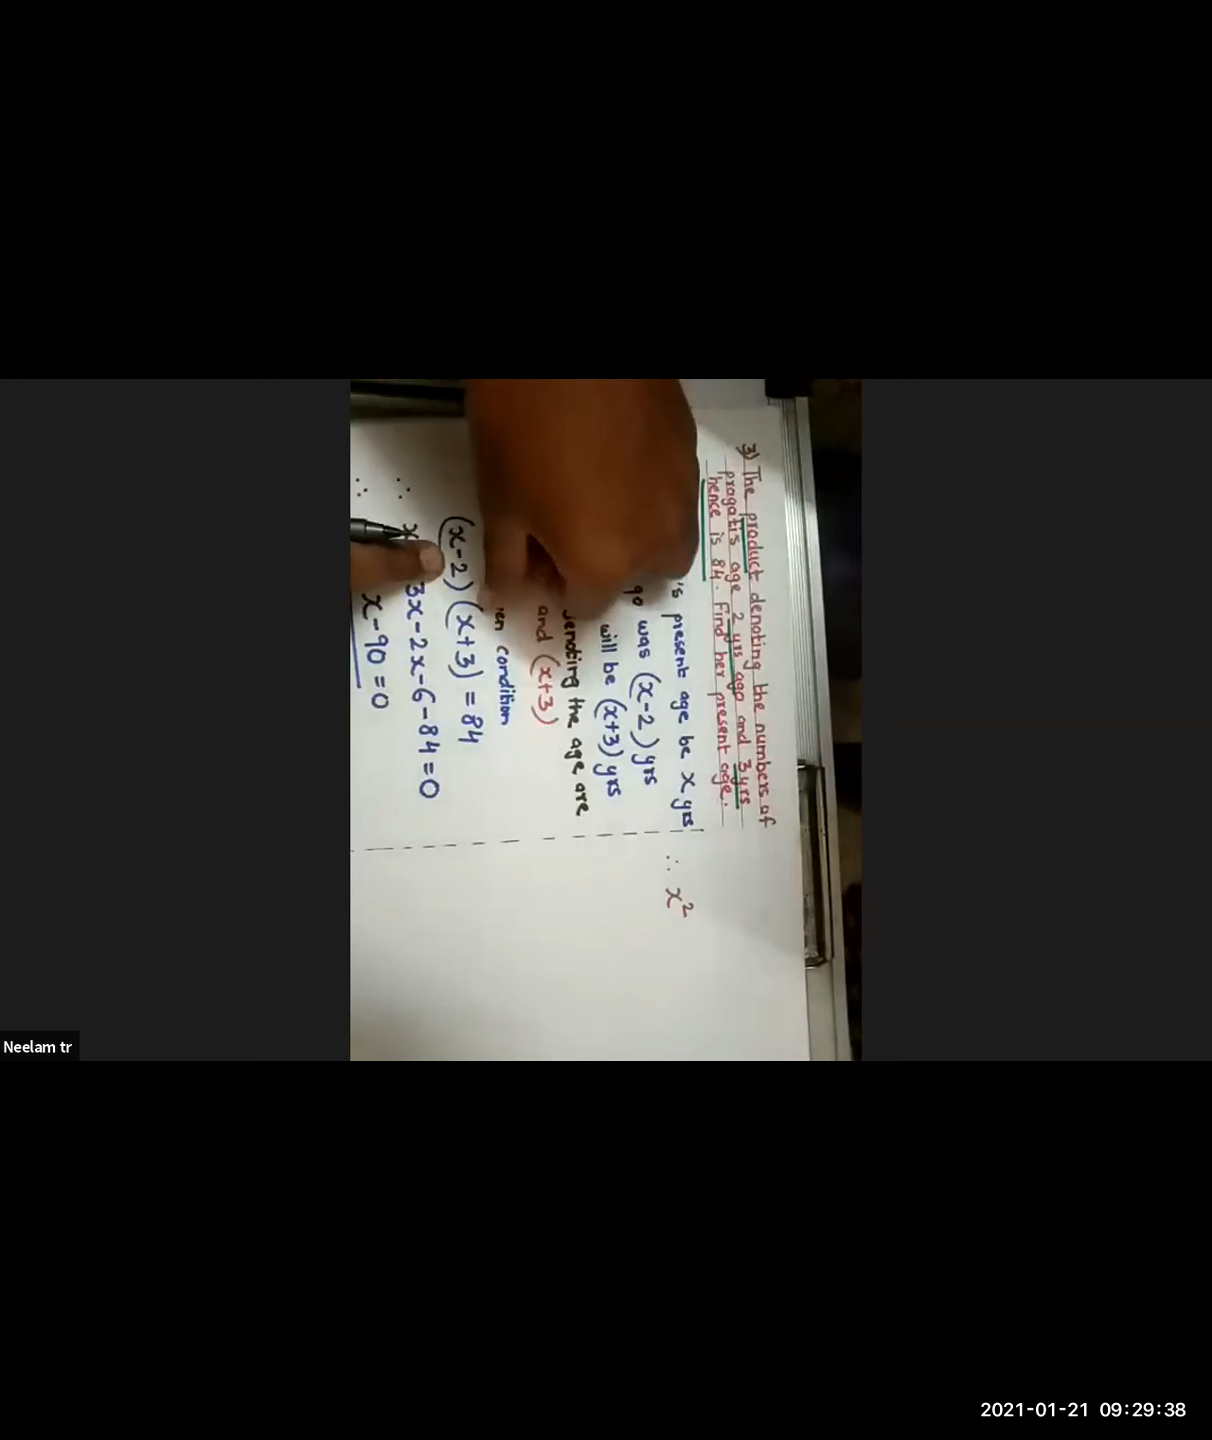 3) The product denoting the numbers of
pragatis age 2 yrs ago and 3 yrs
hence is 84. Find her present age.
's present age be x yrs
go was (x-2) yrs
will be (x+3) yrs
denoting the age are
and (x+3)
en condition
(x-2) (x+3) = 84
∴ x 3x-2x-6-84=0
∴ x-90=0
∴ x²
Neelam tr
2021-01-21 09:29:38